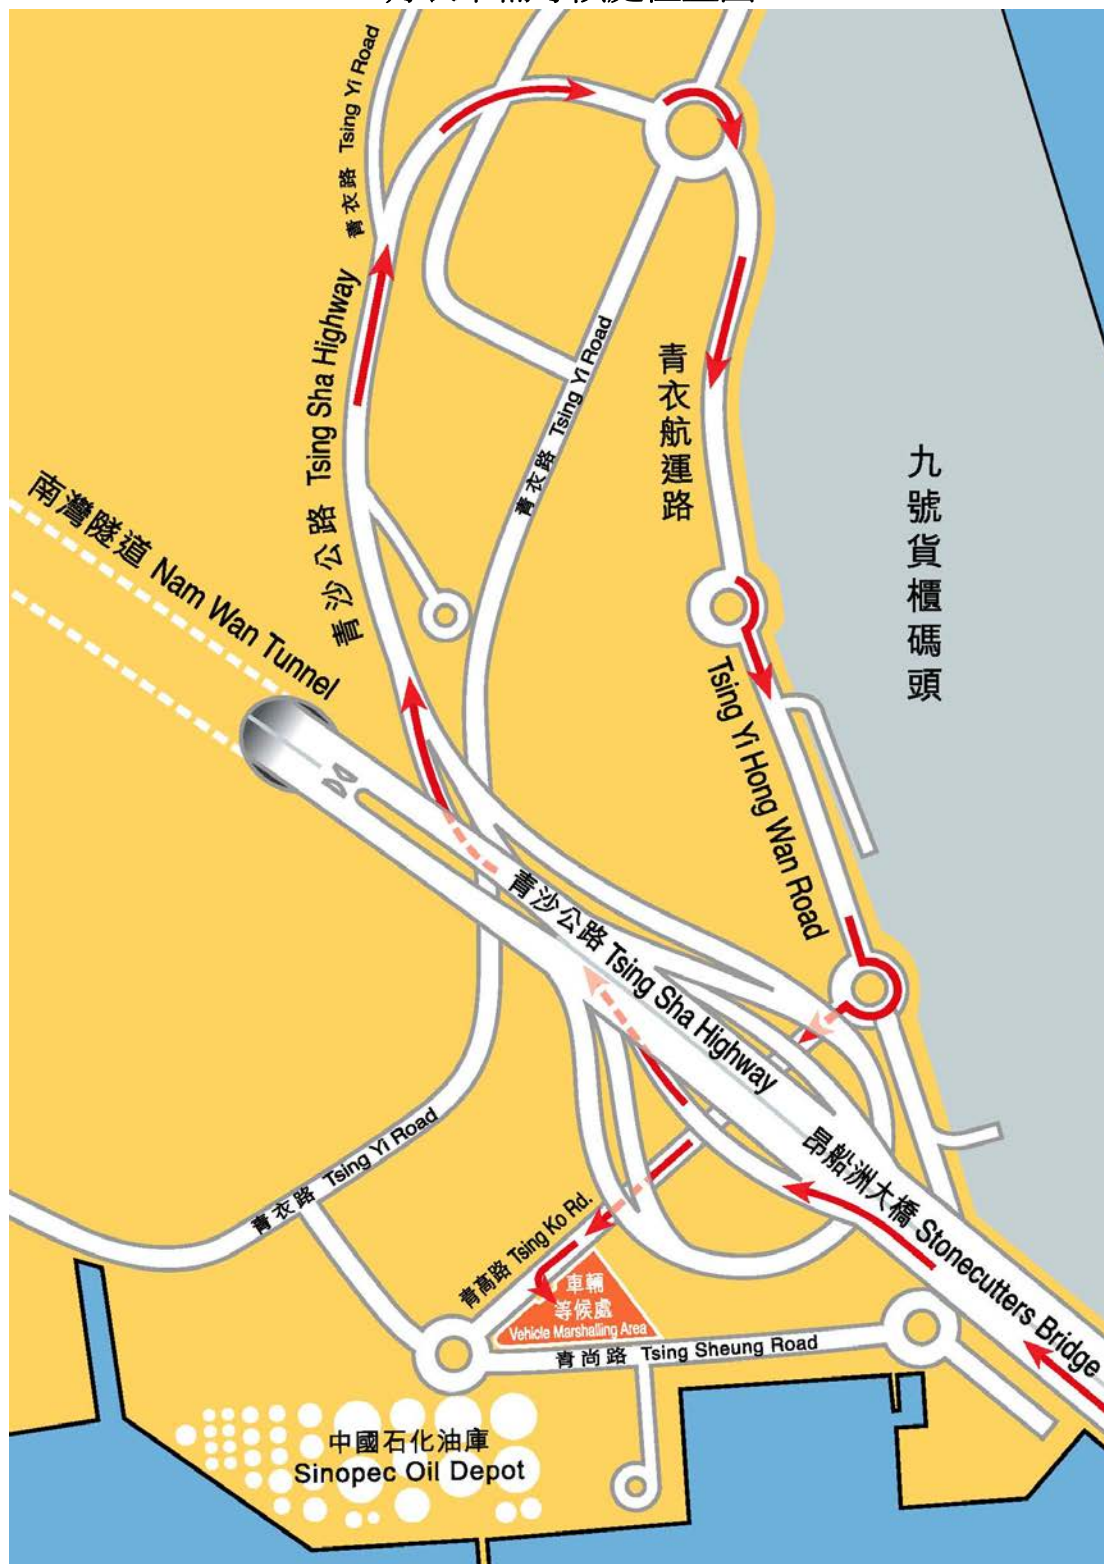 青衣路 Tsing Yi Road
青沙公路 Tsing Sha Highway
青衣路 Tsing Yi Road
青衣航運路
九號貨櫃碼頭
南灣隧道 Nam Wan Tunnel
Tsing Yi Hong Wan Road
青沙公路 Tsing Sha Highway
昂船洲大橋 Stonecutters Bridge
青衣路 Tsing Yi Road
青高路 Tsing Ko Rd.
車輛
等候處
Vehicle Marshalling Area
青尚路 Tsing Sheung Road
中國石化油庫
Sinopec Oil Depot